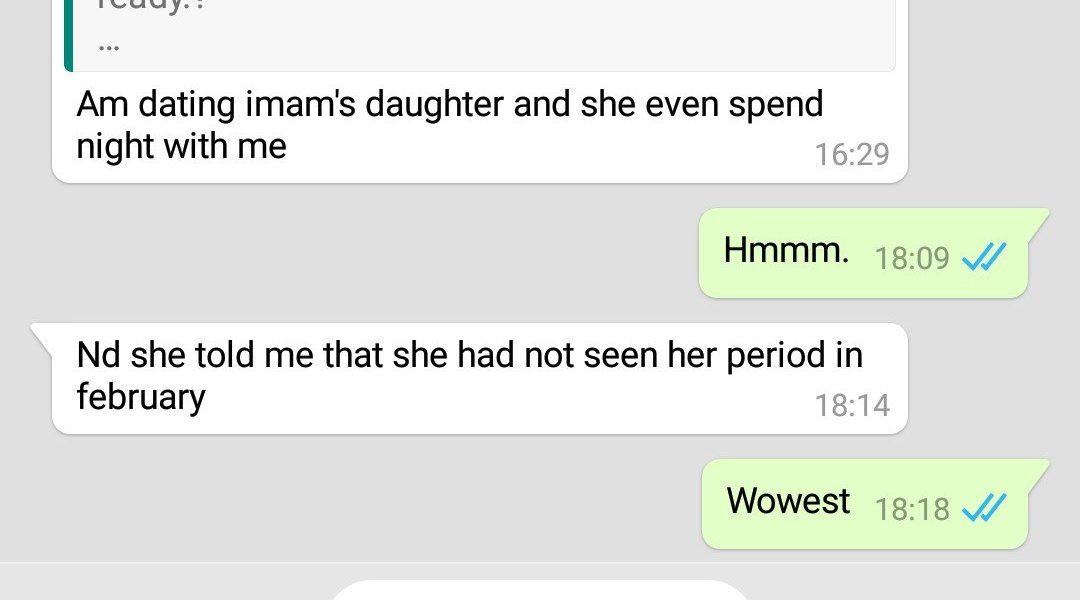 ...
Am dating imam's daughter and she even spend
night with me
16:29
Hmmm. 18:09
Nd she told me that she had not seen her period in
february
18:14
Wowest 18:18